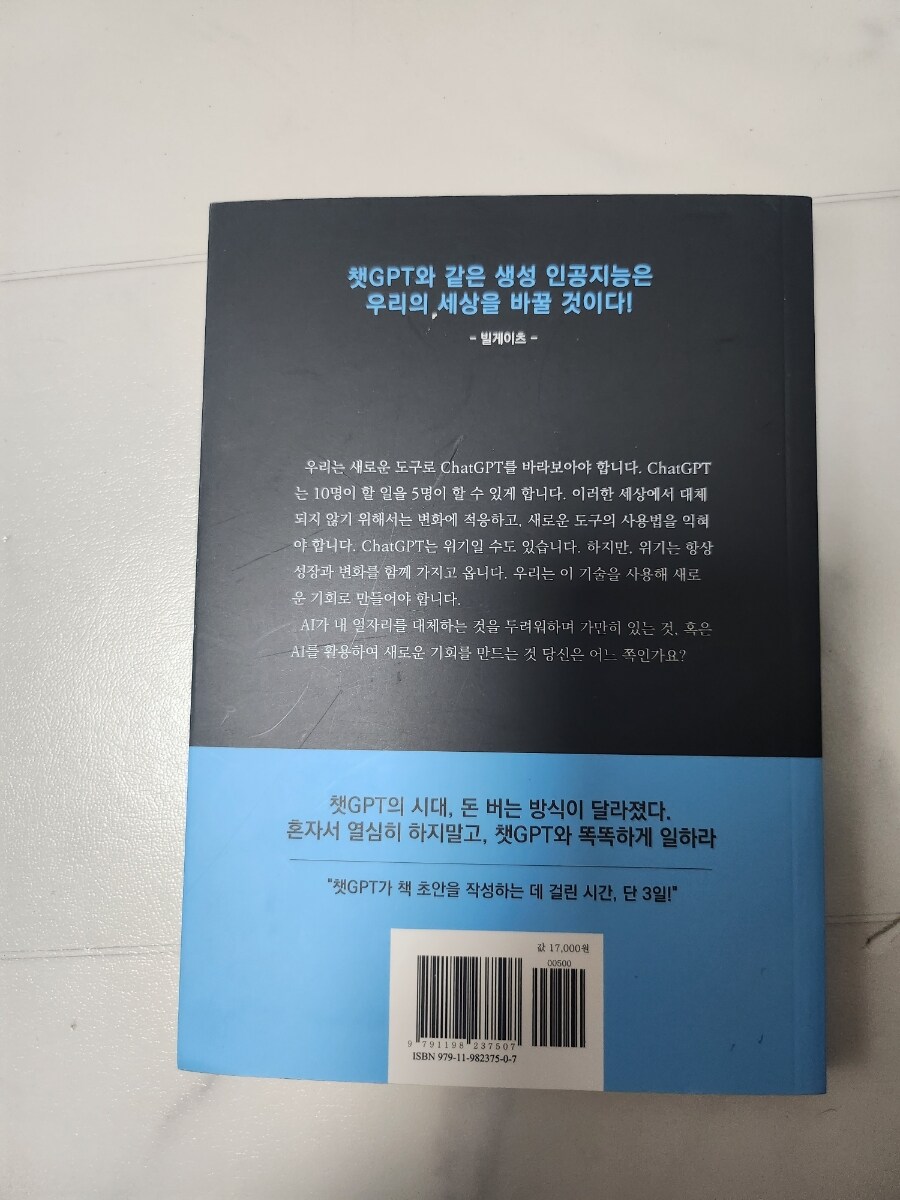 챗GPT와 같은 생성 인공지능은
우리의 세상을 바꿀 것이다!
- 빌게이츠 -
우리는 새로운 도구로 ChatGPT를 바라보아야 합니다. ChatGPT
는 10명이 할 일을 5명이 할 수 있게 합니다. 이러한 세상에서 대체
되지 않기 위해서는 변화에 적응하고, 새로운 도구의 사용법을 익혀
야 합니다. ChatGPT는 위기일 수도 있습니다. 하지만, 위기는 항상
성장과 변화를 함께 가지고 옵니다. 우리는 이 기술을 사용해 새로
운 기회로 만들어야 합니다.
AI가 내 일자리를 대체하는 것을 두려워하며 가만히 있는 것, 혹은
AI를 활용하여 새로운 기회를 만드는 것 당신은 어느 쪽인가요?
챗GPT의 시대, 돈 버는 방식이 달라졌다.
혼자서 열심히 하지말고, 챗GPT와 똑똑하게 일하라
"챗GPT가 책 초안을 작성하는 데 걸린 시간, 단 3일!"
값 17,000원
00500
9 791198 237507
ISBN 979-11-982375-0-7